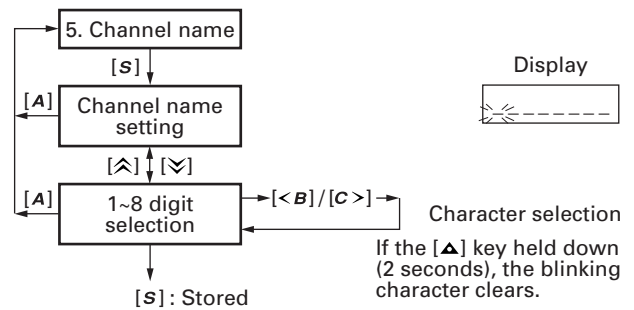 5. Channel name
[S]
Display
[A]
Channel name
setting
[︽] [︾]
[A]
1~8 digit
selection
[<B]/[C>]
Character selection
If the [▲] key held down
(2 seconds), the blinking
character clears.
[S] : Stored